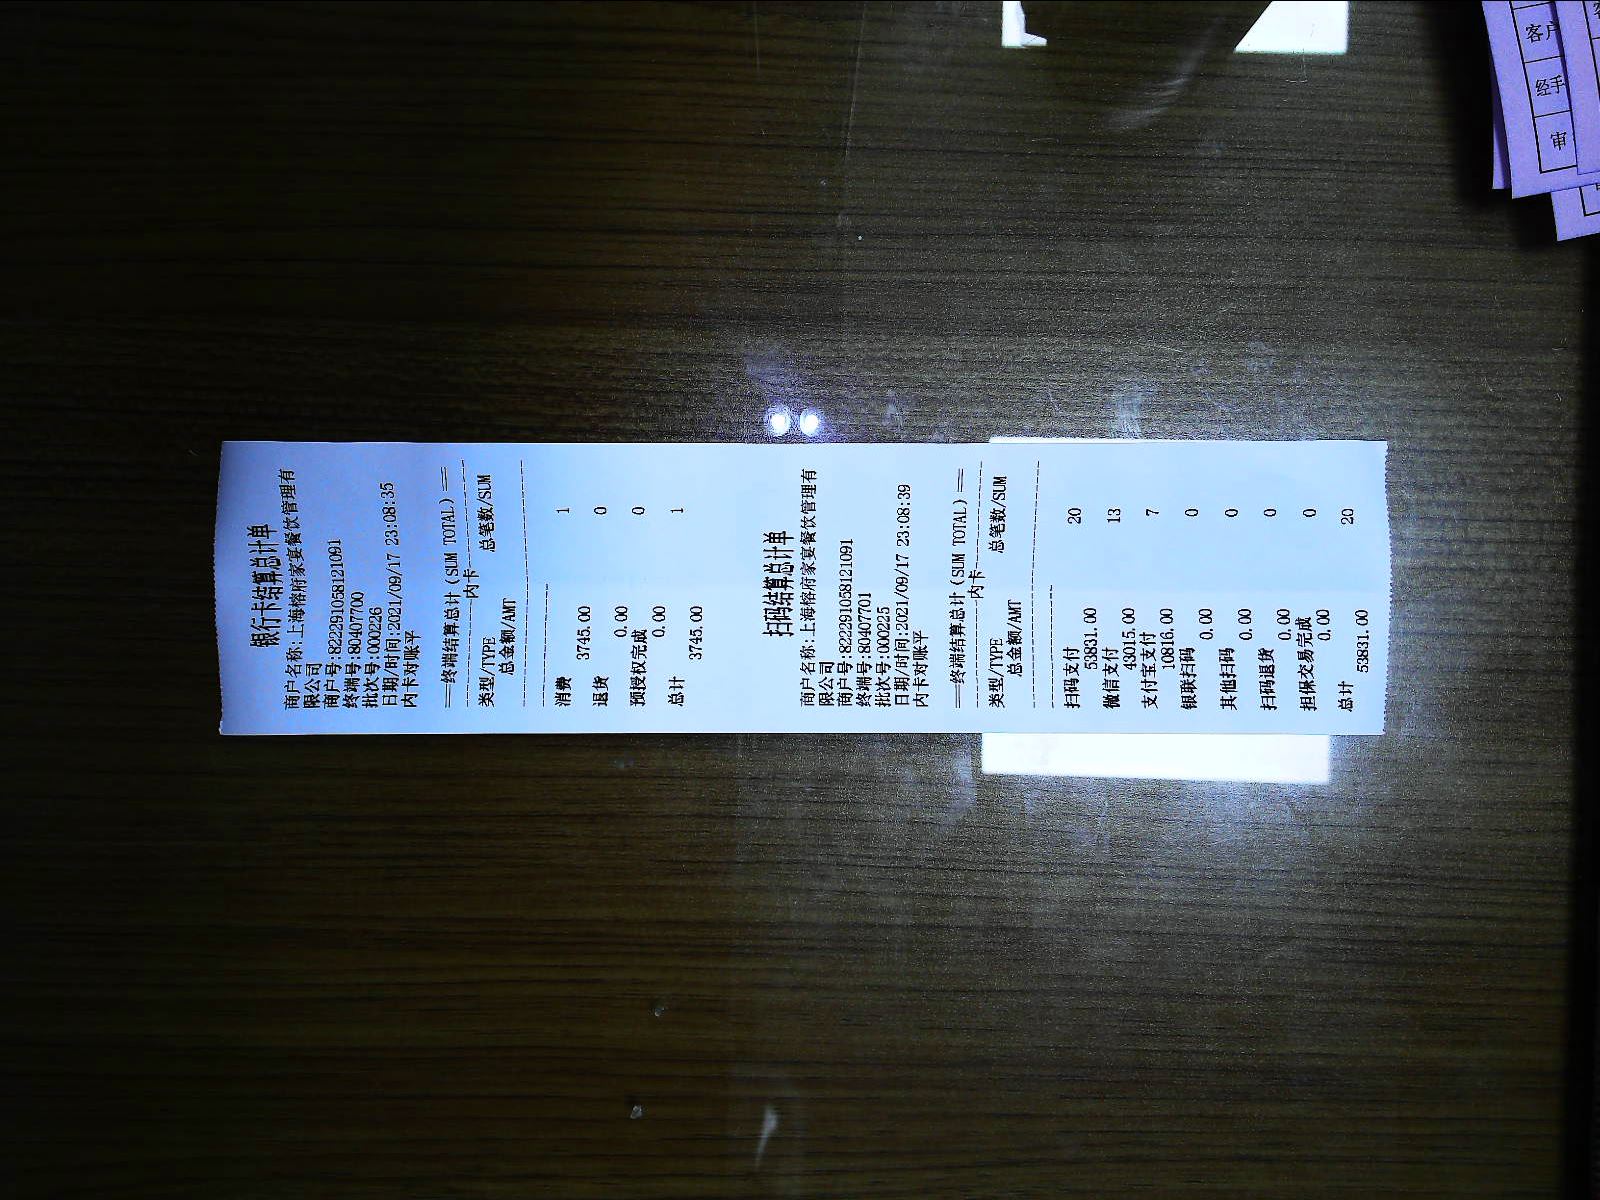 银行卡结算总计单
商户名称:上海榕府家宴餐饮管理有
限公司
商户号:822291058121091
终端号:80407700
批次号:000226
日期/时间:2021/09/17 23:08:35
内卡对账平
==终端结算总计(SUM TOTAL)==
内卡
类型/TYPE 总笔数/SUM
总金额/AMT
消费 1
3745.00
退货 0
0.00
预授权完成 0
0.00
总计 1
3745.00
扫码结算总计单
商户名称:上海榕府家宴餐饮管理有
限公司
商户号:822291058121091
终端号:80407701
批次号:000225
日期/时间:2021/09/17 23:08:39
内卡对账平
==终端结算总计(SUM TOTAL)==
内卡
类型/TYPE 总笔数/SUM
总金额/AMT
扫码支付 20
53831.00
微信支付 13
43015.00
支付宝支付 7
10816.00
银联扫码 0
0.00
其他扫码 0
0.00
扫码退货 0
0.00
担保交易完成 0
0.00
总计 20
53831.00
客户
经手
审